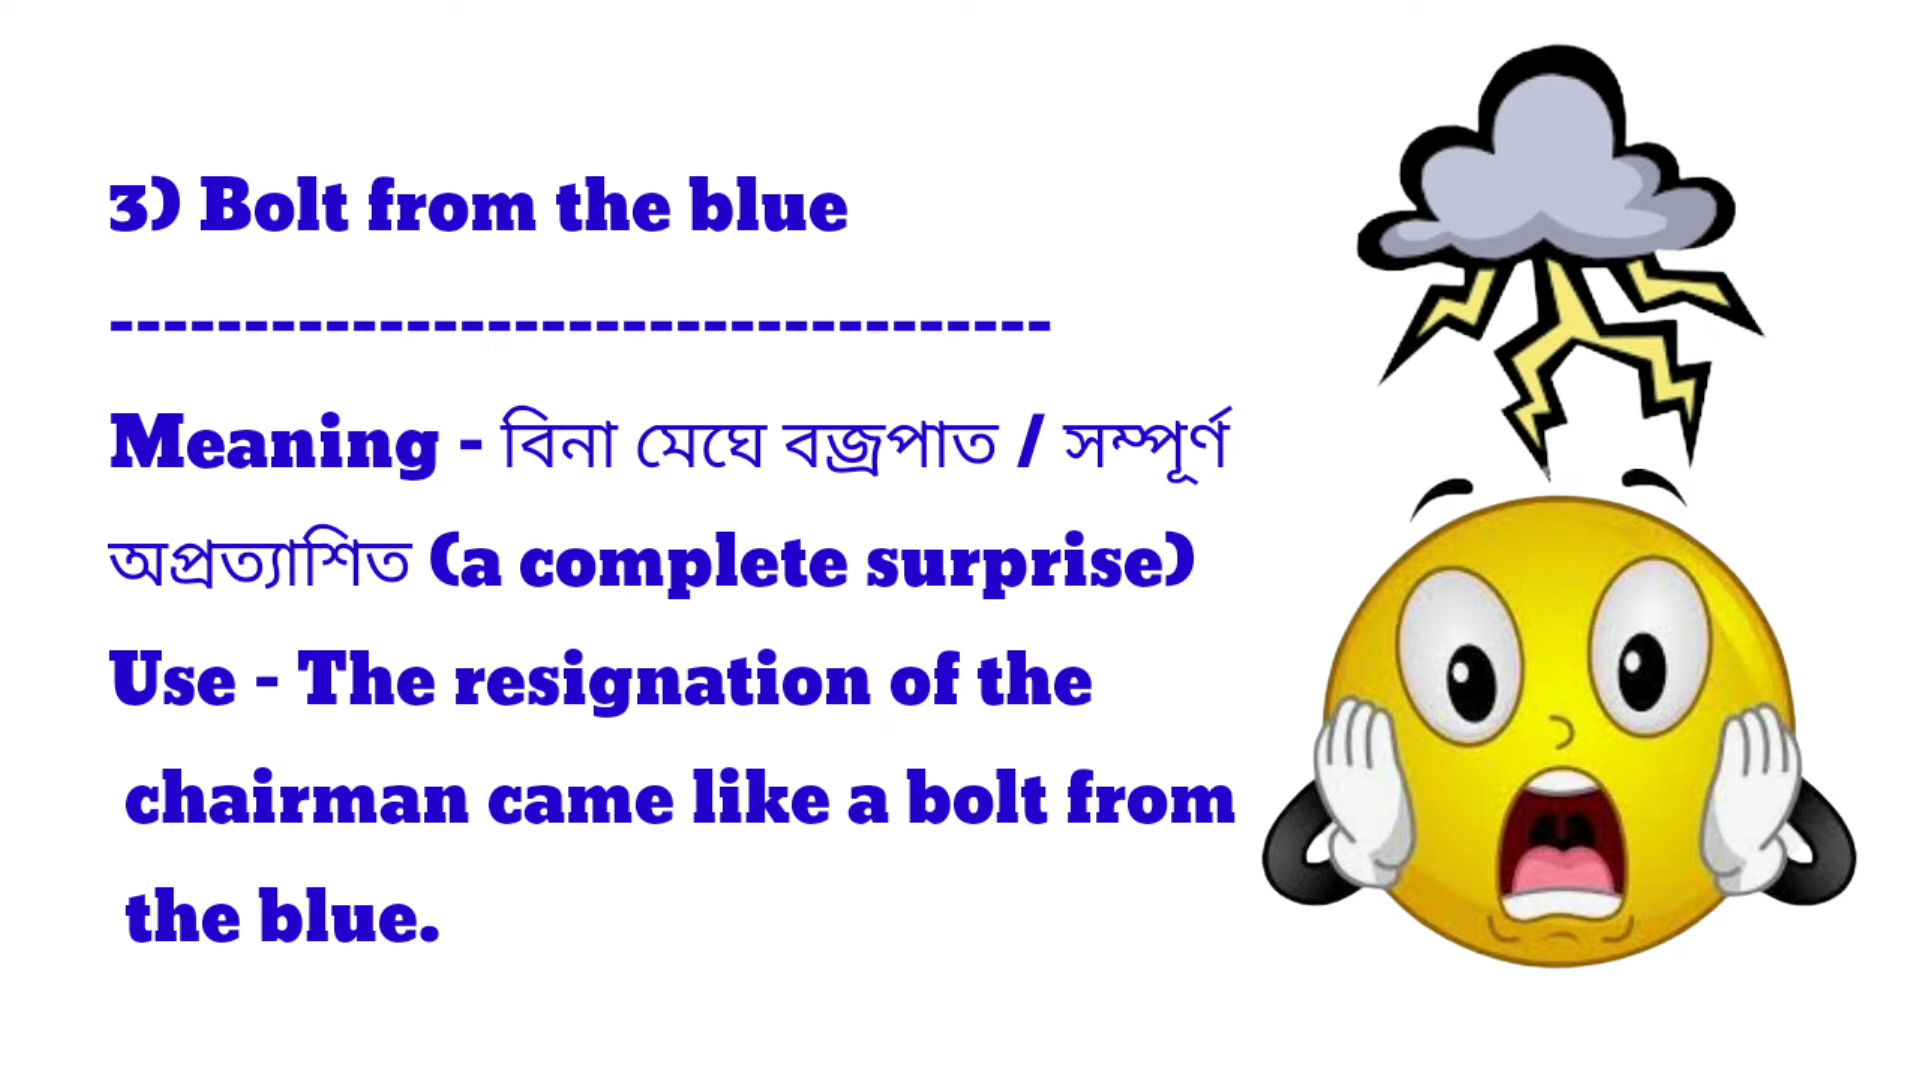 3) Bolt from the blue
-----------------------------------
Meaning - বিনা মেঘে বজ্রপাত / সম্পূর্ণ
অপ্রত্যাশিত (a complete surprise)
Use - The resignation of the
chairman came like a bolt from
the blue.